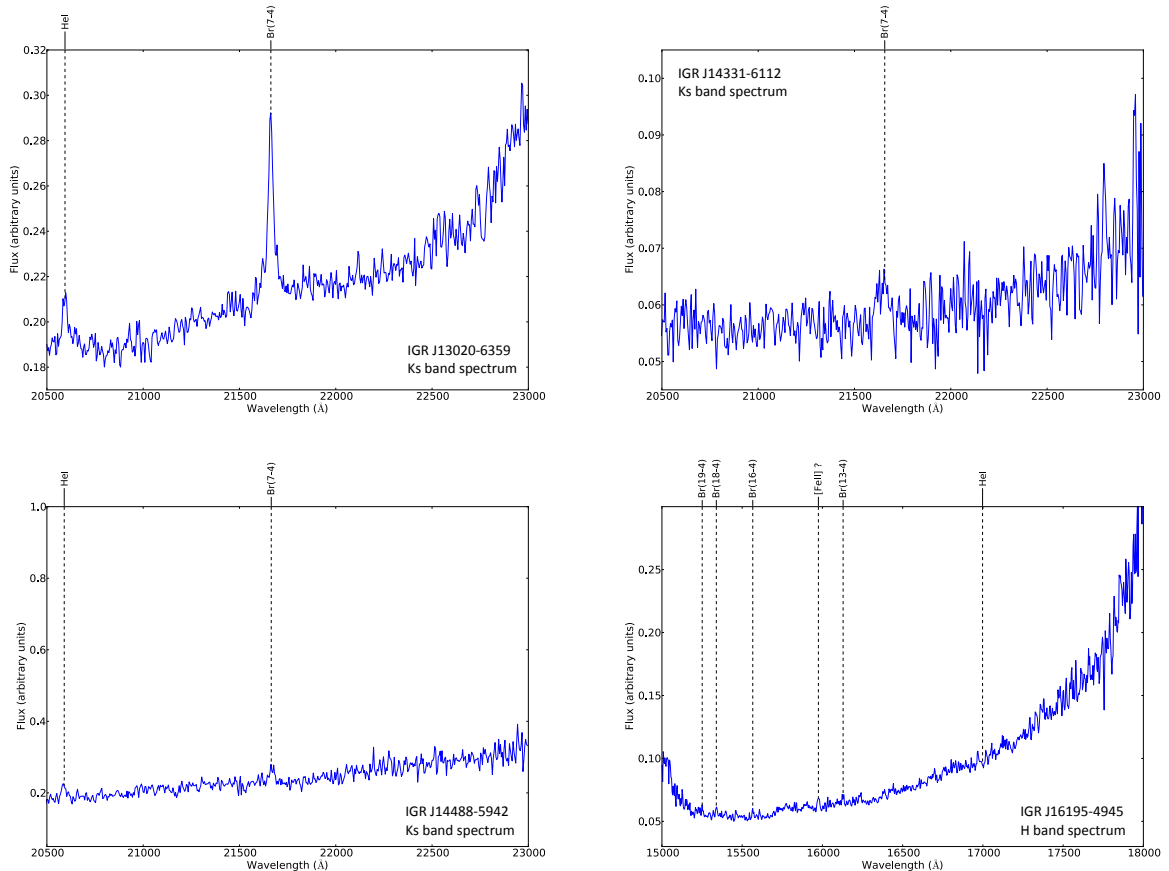 HeI
Br(7-4)
0.32
0.30
0.28
0.26
0.24
0.22
0.20
0.18
Flux (arbitrary units)
IGR J13020-6359
Ks band spectrum
20500 21000 21500 22000 22500 23000
Wavelength (Å)
Br(7-4)
IGR J14331-6112
Ks band spectrum
0.10
0.09
0.08
0.07
0.06
0.05
Flux (arbitrary units)
20500 21000 21500 22000 22500 23000
Wavelength (Å)
HeI
Br(7-4)
1.0
0.8
0.6
0.4
0.2
Flux (arbitrary units)
IGR J14488-5942
Ks band spectrum
20500 21000 21500 22000 22500 23000
Wavelength (Å)
Br(19-4)
Br(18-4)
Br(16-4)
[FeII] ?
Br(13-4)
HeI
0.25
0.20
0.15
0.10
0.05
Flux (arbitrary units)
IGR J16195-4945
H band spectrum
15000 15500 16000 16500 17000 17500 18000
Wavelength (Å)